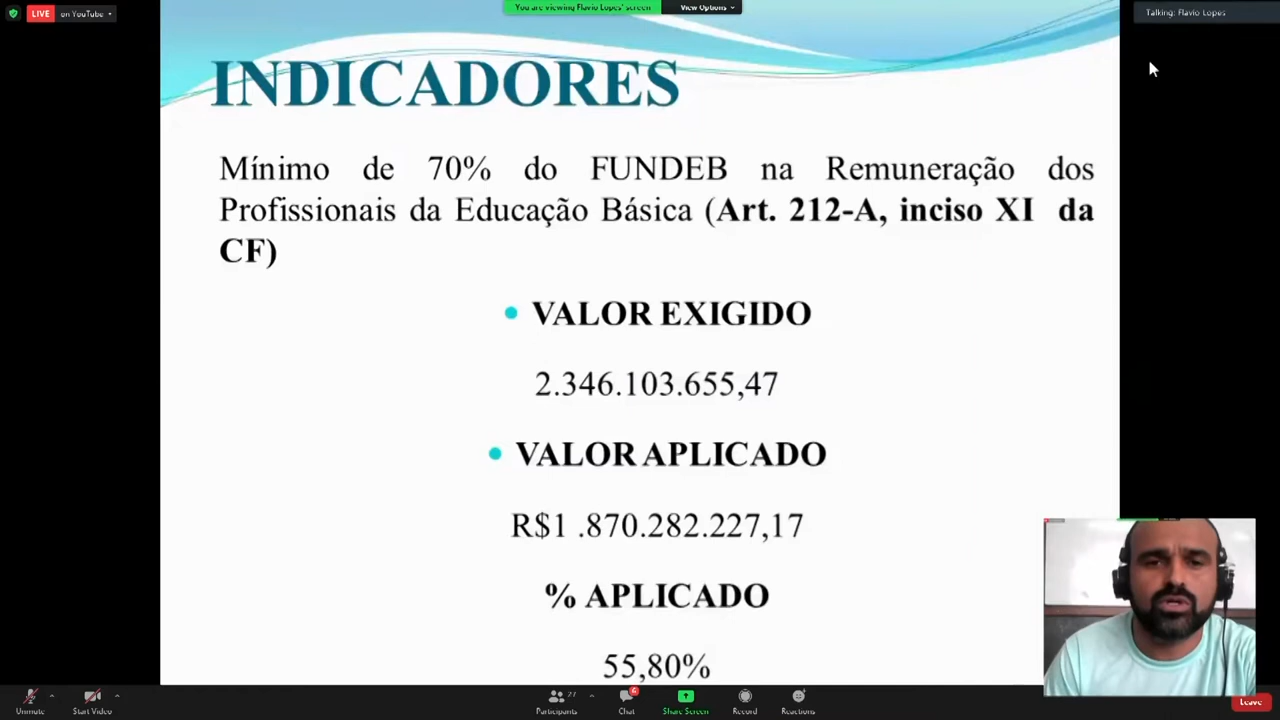 LIVE on YouTube
You are viewing Flavio Lopes' screen View Options
Talking: Flavio Lopes
INDICADORES
Mínimo de 70% do FUNDEB na Remuneração dos
Profissionais da Educação Básica (Art. 212-A, inciso XI da
CF)
• VALOR EXIGIDO
2.346.103.655,47
• VALOR APLICADO
R$1 .870.282.227,17
% APLICADO
55,80%
Unmute
Start Video
27
Participants
6
Chat
Share Screen
Record
Reactions
Leave